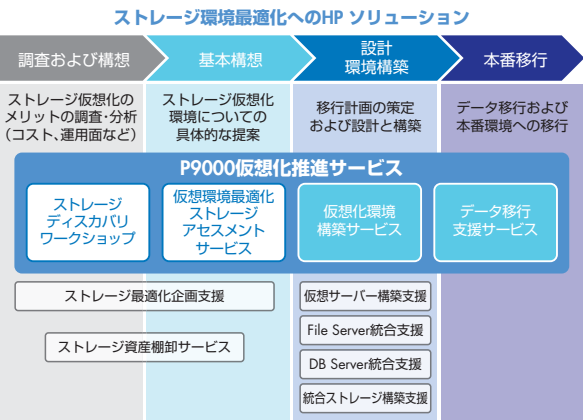 ストレージ環境最適化へのHP ソリューション
調査および構想
基本構想
設計
環境構築
本番移行
ストレージ仮想化の
メリットの調査・分析
（コスト、運用面など）
ストレージ仮想化
環境についての
具体的な提案
移行計画の策定
および設計と構築
データ移行および
本番環境への移行
P9000仮想化推進サービス
ストレージ
ディスカバリ
ワークショップ
仮想環境最適化
ストレージ
アセスメント
サービス
仮想化環境
構築サービス
データ移行
支援サービス
ストレージ最適化企画支援
ストレージ資産棚卸サービス
仮想サーバー構築支援
File Server統合支援
DB Server統合支援
統合ストレージ構築支援